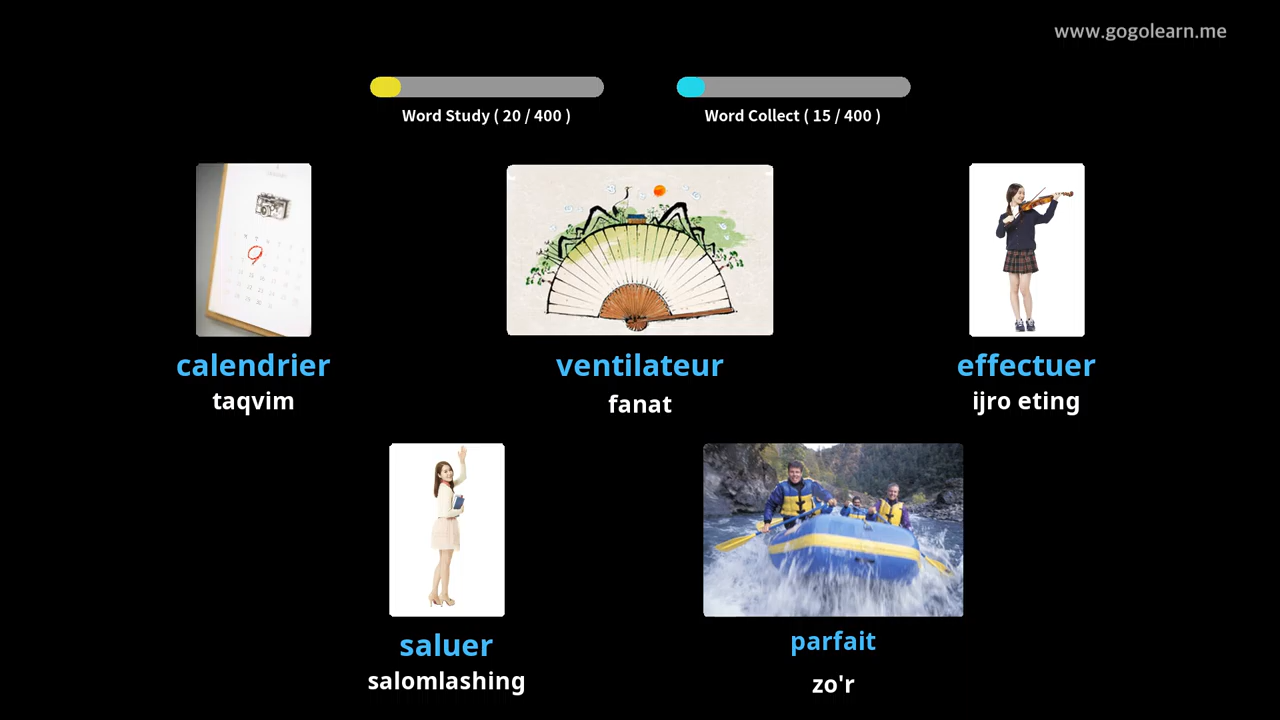 www.gogolearn.me
Word Study ( 20 / 400 )
Word Collect ( 15 / 400 )
calendrier
taqvim
ventilateur
fanat
effectuer
ijro eting
saluer
salomlashing
parfait
zo'r